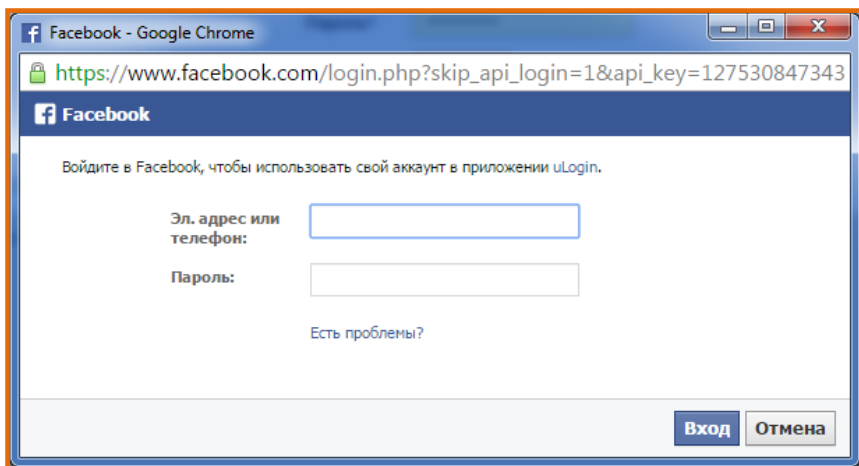 Facebook - Google Chrome
https://www.facebook.com/login.php?skip_api_login=1&api_key=127530847343
Facebook
Войдите в Facebook, чтобы использовать свой аккаунт в приложении uLogin.
Эл. адрес или
телефон:
Пароль:
Есть проблемы?
Вход Отмена